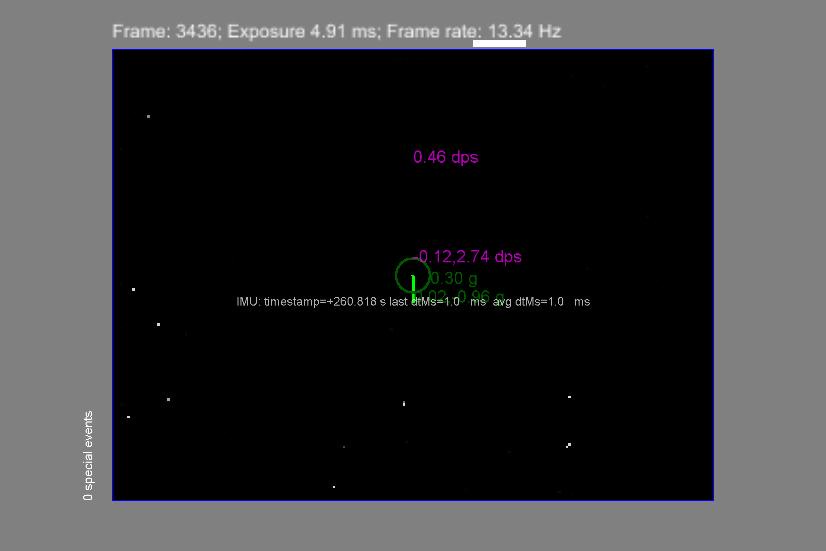 Frame: 3436; Exposure 4.91 ms; Frame rate: 13.34 Hz
0.46 dps
-0.12,2.74 dps
0.30 g
0.96 g
IMU: timestamp=+260.818 s last dtMs=1.0 ms avg dtMs=1.0 ms
0 special events